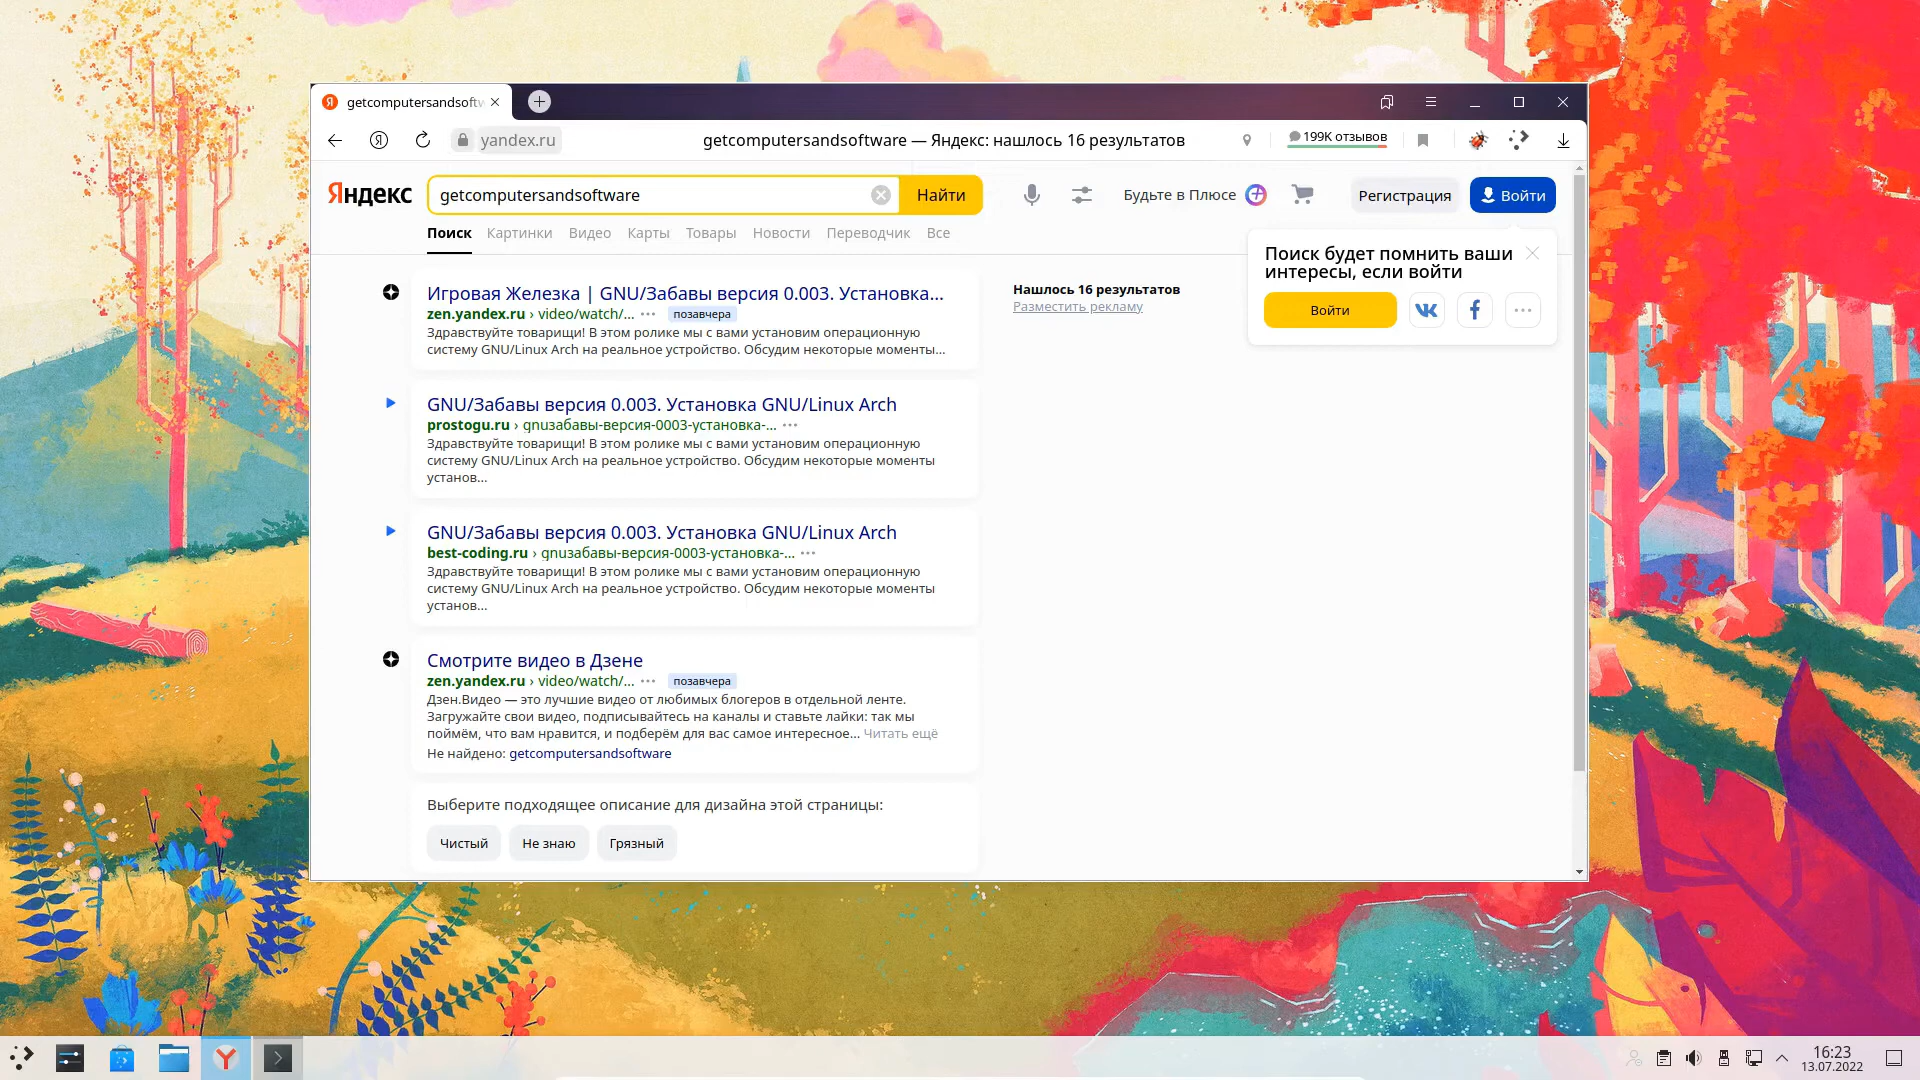 getcomputersandsoftw
yandex.ru
getcomputersandsoftware — Яндекс: нашлось 16 результатов
199K отзывов
Яндекс
getcomputersandsoftware
Найти
Будьте в Плюсе
Регистрация
Войти
Поиск Картинки Видео Карты Товары Новости Переводчик Все
Поиск будет помнить ваши
интересы, если войти
Войти
Игровая Железка | GNU/Забавы версия 0.003. Установка...
zen.yandex.ru › video/watch/... позавчера
Здравствуйте товарищи! В этом ролике мы с вами установим операционную
систему GNU/Linux Arch на реальное устройство. Обсудим некоторые моменты...
Нашлось 16 результатов
Разместить рекламу
GNU/Забавы версия 0.003. Установка GNU/Linux Arch
prostogu.ru › gnuзабавы-версия-0003-установка-...
Здравствуйте товарищи! В этом ролике мы с вами установим операционную
систему GNU/Linux Arch на реальное устройство. Обсудим некоторые моменты
установ...
GNU/Забавы версия 0.003. Установка GNU/Linux Arch
best-coding.ru › gnuзабавы-версия-0003-установка-...
Здравствуйте товарищи! В этом ролике мы с вами установим операционную
систему GNU/Linux Arch на реальное устройство. Обсудим некоторые моменты
установ...
Смотрите видео в Дзене
zen.yandex.ru › video/watch/... позавчера
Дзен.Видео — это лучшие видео от любимых блогеров в отдельной ленте.
Загружайте свои видео, подписывайтесь на каналы и ставьте лайки: так мы
поймём, что вам нравится, и подберём для вас самое интересное... Читать ещё
Не найдено: getcomputersandsoftware
Выберите подходящее описание для дизайна этой страницы:
Чистый Не знаю Грязный
16:23
13.07.2022